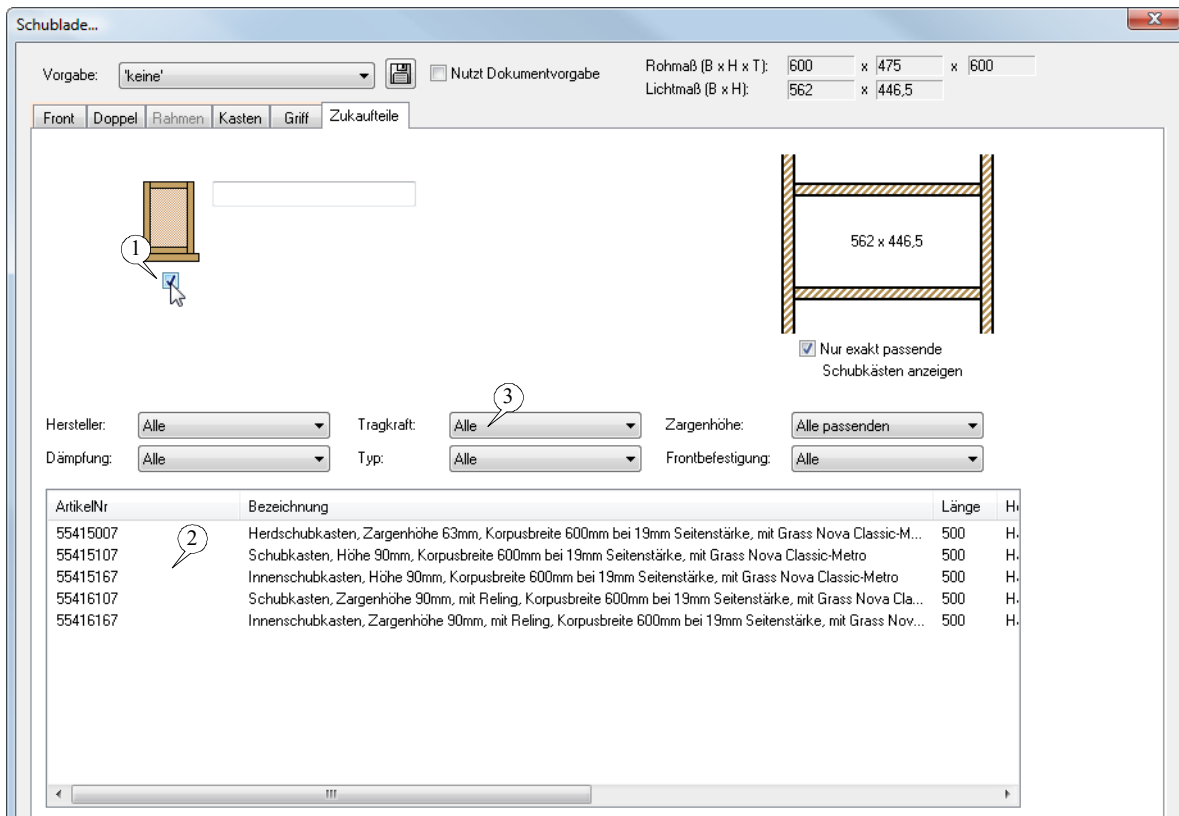 Schublade...
Vorgabe: 'keine' Nutzt Dokumentvorgabe
Rohmaß (B x H x T): 600 x 475 x 600
Lichtmaß (B x H): 562 x 446,5
Front Doppel Rahmen Kasten Griff Zukaufteile
1
562 x 446,5
Nur exakt passende
Schubkästen anzeigen
3
Hersteller: Alle Tragkraft: Alle Zargenhöhe: Alle passenden
Dämpfung: Alle Typ: Alle Frontbefestigung: Alle
ArtikelNr Bezeichnung Länge
2
55415007 Herdschubkasten, Zargenhöhe 63mm, Korpusbreite 600mm bei 19mm Seitenstärke, mit Grass Nova Classic-M... 500 H
55415107 Schubkasten, Höhe 90mm, Korpusbreite 600mm bei 19mm Seitenstärke, mit Grass Nova Classic-Metro 500 H
55415167 Innenschubkasten, Höhe 90mm, Korpusbreite 600mm bei 19mm Seitenstärke, mit Grass Nova Classic-Metro 500 H
55416107 Schubkasten, Zargenhöhe 90mm, mit Reling, Korpusbreite 600mm bei 19mm Seitenstärke, mit Grass Nova Cla... 500 H
55416167 Innenschubkasten, Zargenhöhe 90mm, mit Reling, Korpusbreite 600mm bei 19mm Seitenstärke, mit Grass Nov... 500 H